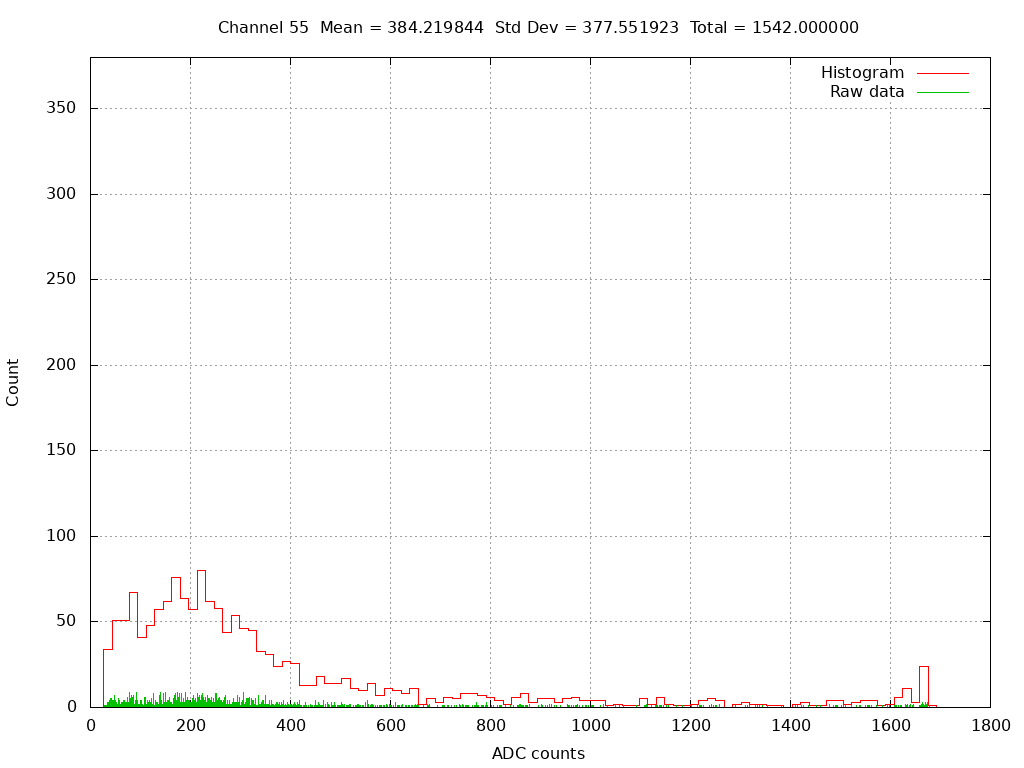 Channel 55  Mean = 384.219844  Std Dev = 377.551923  Total = 1542.000000
Histogram
Raw data
350
300
250
200
150
100
50
0
Count
0 200 400 600 800 1000 1200 1400 1600 1800
ADC counts